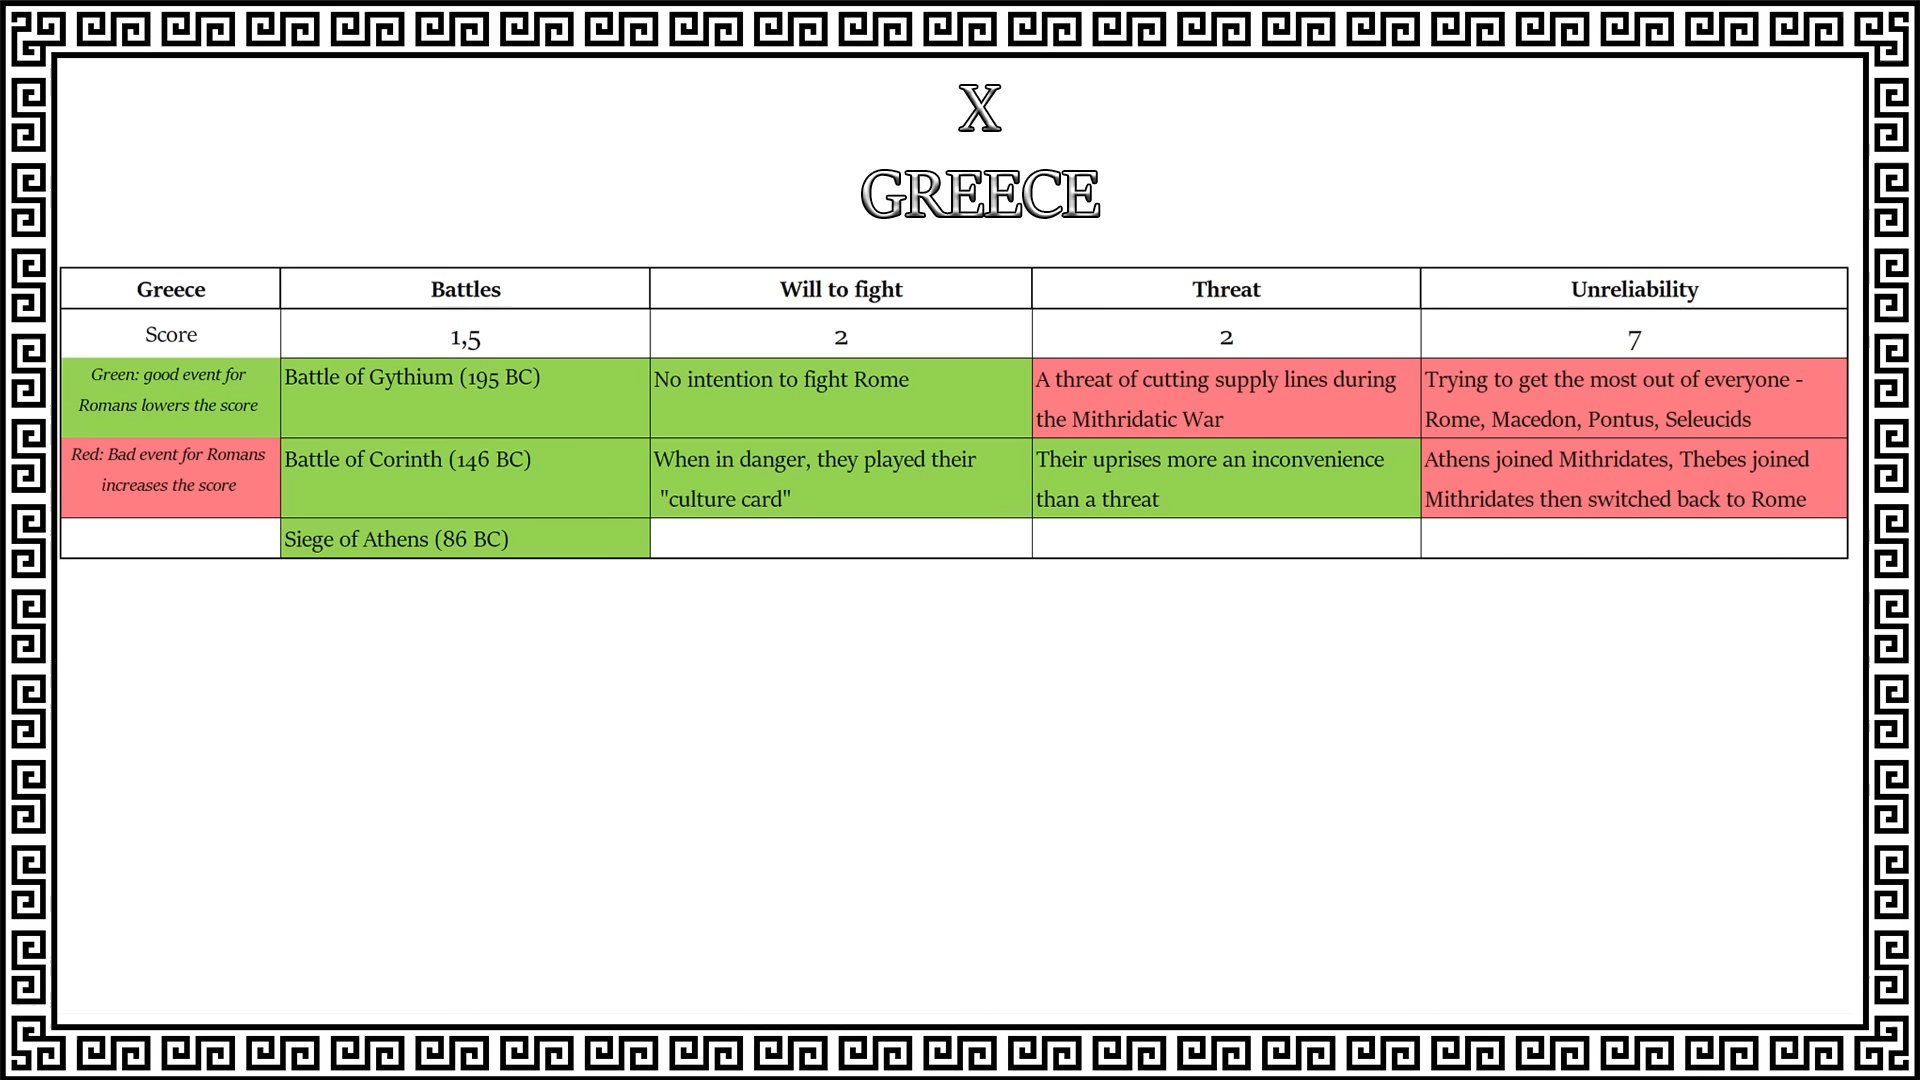 X
GREECE
Greece Battles Will to fight Threat Unreliability
Score 1,5 2 2 7
Green: good event for
Romans lowers the score
Battle of Gythium (195 BC)
No intention to fight Rome
A threat of cutting supply lines during
the Mithridatic War
Trying to get the most out of everyone -
Rome, Macedon, Pontus, Seleucids
Red: Bad event for Romans
increases the score
Battle of Corinth (146 BC)
When in danger, they played their
"culture card"
Their uprises more an inconvenience
than a threat
Athens joined Mithridates, Thebes joined
Mithridates then switched back to Rome
Siege of Athens (86 BC)